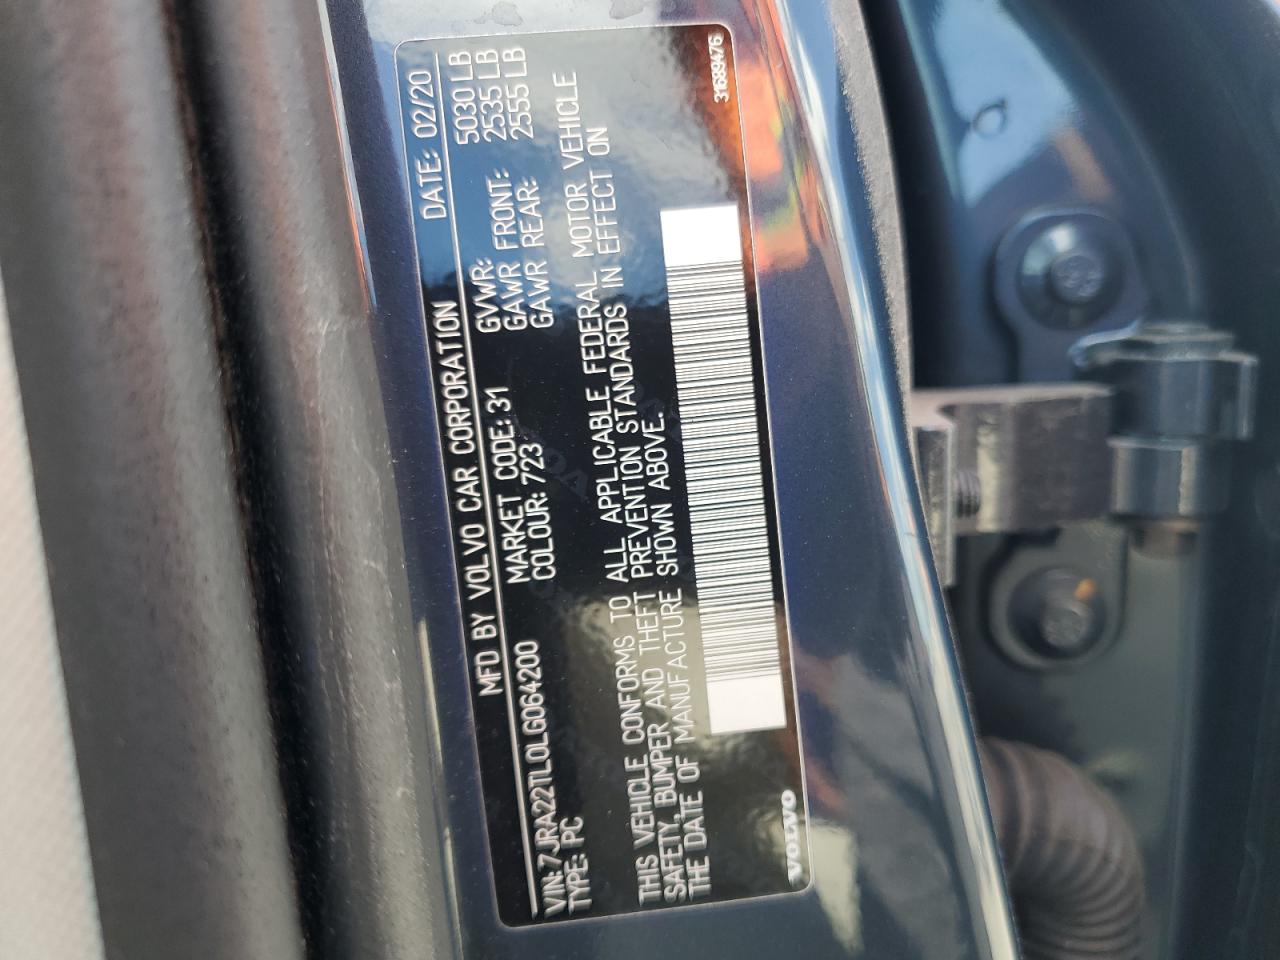 MFD BY VOLVO CAR CORPORATION DATE: 02/20
VIN: 7JRA22TL0LG064200 MARKET CODE: 31 GVWR: 5030 LB
TYPE: PC COLOUR: 723 GAWR FRONT: 2535 LB
GAWR REAR: 2555 LB
THIS VEHICLE CONFORMS TO ALL APPLICABLE FEDERAL MOTOR VEHICLE
SAFETY, BUMPER AND THEFT PREVENTION STANDARDS IN EFFECT ON
THE DATE OF MANUFACTURE SHOWN ABOVE.
VOLVO 31689476